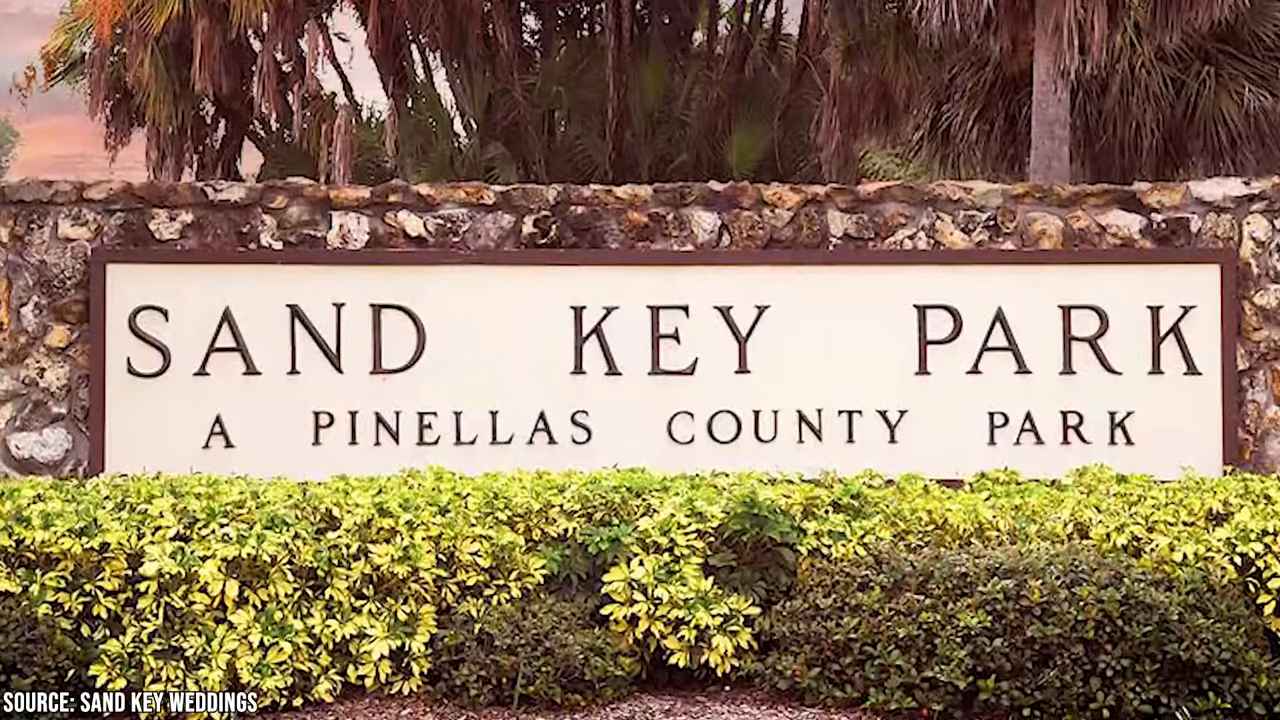 SAND KEY PARK
A PINELLAS COUNTY PARK
SOURCE: SAND KEY WEDDINGS